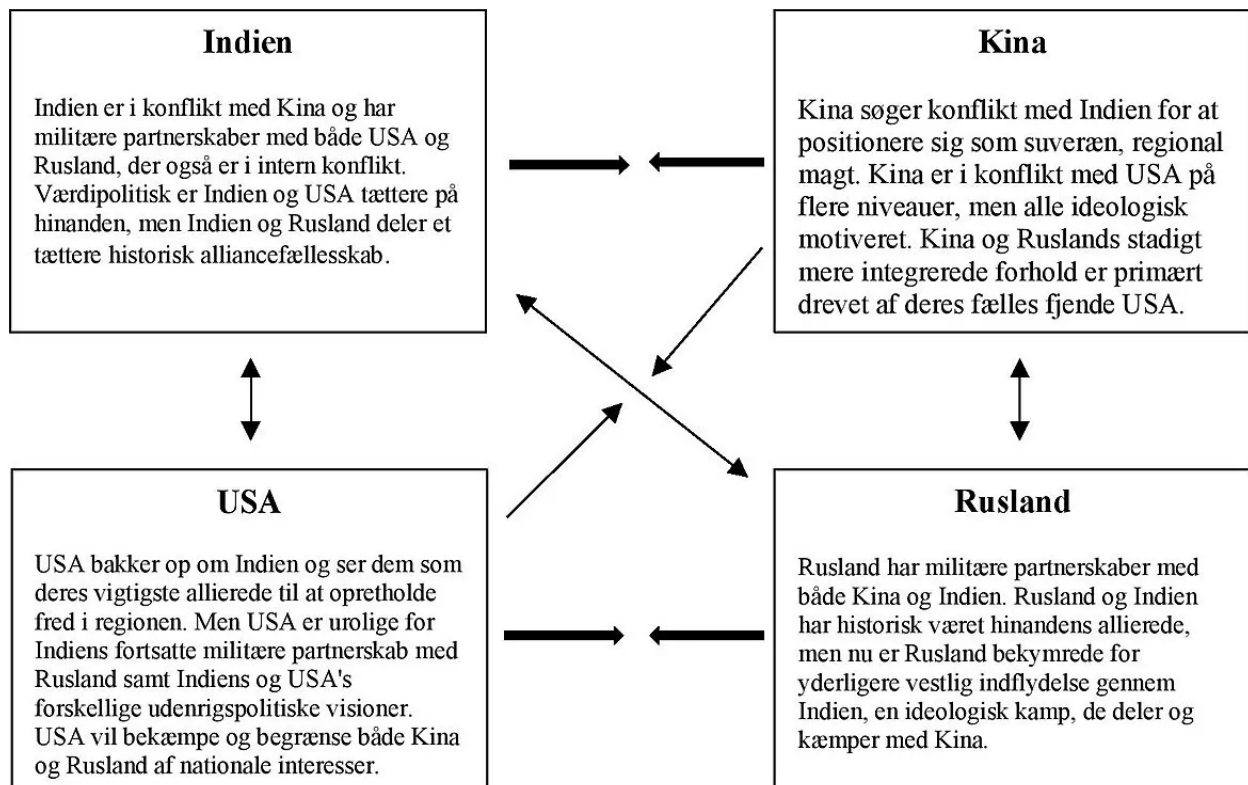 Indien
Indien er i konflikt med Kina og har
militære partnerskaber med både USA og
Rusland, der også er i intern konflikt.
Værdipolitisk er Indien og USA tættere på
hinanden, men Indien og Rusland deler et
tættere historisk alliancefællesskab.
Kina
Kina søger konflikt med Indien for at
positionere sig som suveræn, regional
magt. Kina er i konflikt med USA på
flere niveauer, men alle ideologisk
motiveret. Kina og Ruslands stadigt
mere integrerede forhold er primært
drevet af deres fælles fjende USA.
USA
USA bakker op om Indien og ser dem som
deres vigtigste allierede til at opretholde
fred i regionen. Men USA er urolige for
Indiens fortsatte militære partnerskab med
Rusland samt Indiens og USA's
forskellige udenrigspolitiske visioner.
USA vil bekæmpe og begrænse både Kina
og Rusland af nationale interesser.
Rusland
Rusland har militære partnerskaber med
både Kina og Indien. Rusland og Indien
har historisk været hinandens allierede,
men nu er Rusland bekymrede for
yderligere vestlig indflydelse gennem
Indien, en ideologisk kamp, de deler og
kæmper med Kina.